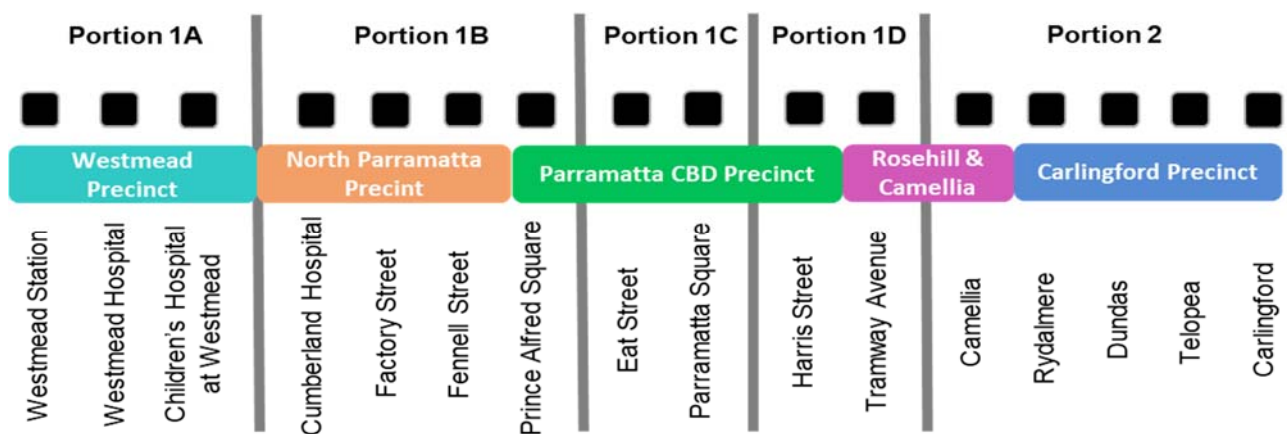 Portion 1A
Portion 1B
Portion 1C
Portion 1D
Portion 2
Westmead
Precinct
North Parramatta
Precint
Parramatta CBD Precinct
Rosehill &
Camellia
Carlingford Precinct
Westmead Station
Westmead Hospital
Children's Hospital
at Westmead
Cumberland Hospital
Factory Street
Fennell Street
Prince Alfred Square
Eat Street
Parramatta Square
Harris Street
Tramway Avenue
Camellia
Rydalmere
Dundas
Telopea
Carlingford